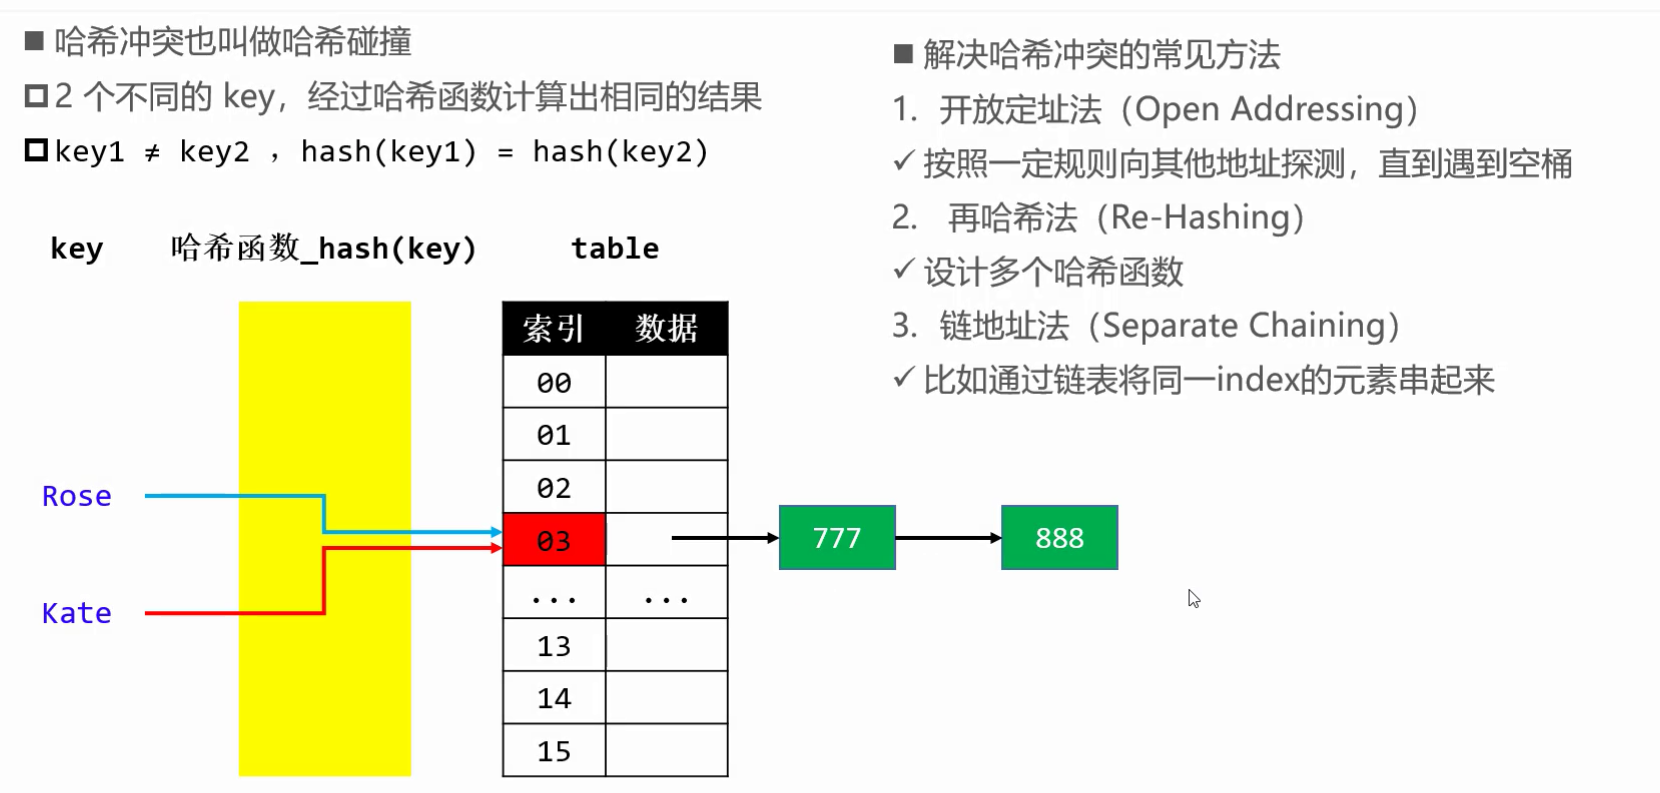 ■ 哈希冲突也叫做哈希碰撞
2 个不同的 key，经过哈希函数计算出相同的结果
key1 ≠ key2 ，hash(key1) = hash(key2)
key 哈希函数_hash(key) table
索引 数据
00
01
02
Rose
03
777
888
... ...
Kate
13
14
15
■ 解决哈希冲突的常见方法
1. 开放定址法（Open Addressing）
✓ 按照一定规则向其他地址探测，直到遇到空桶
2. 再哈希法（Re-Hashing）
✓ 设计多个哈希函数
3. 链地址法（Separate Chaining）
✓ 比如通过链表将同一index的元素串起来